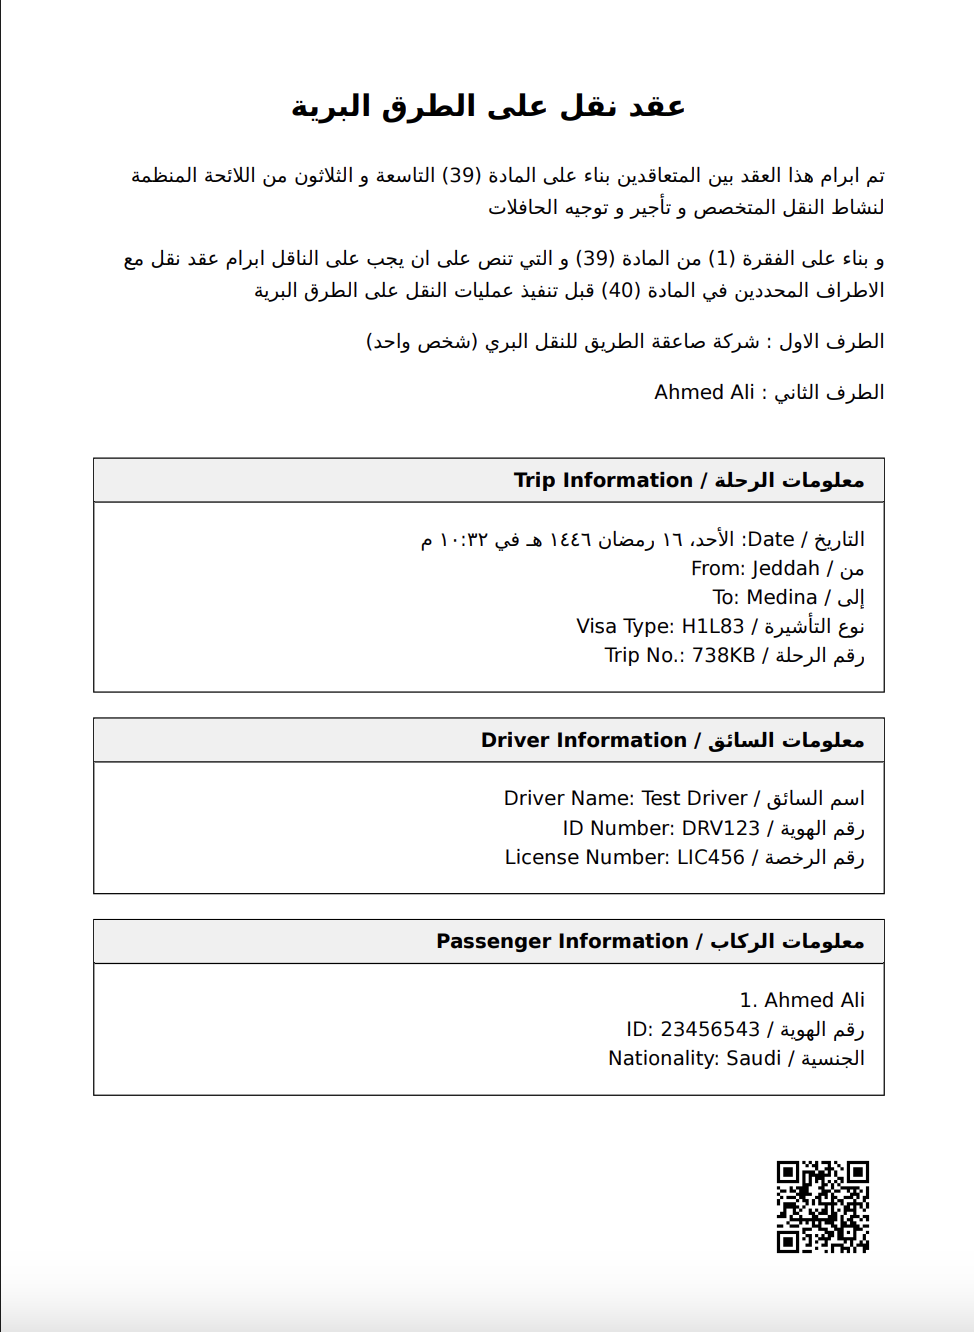 عقد نقل على الطرق البرية
تم ابرام هذا العقد بين المتعاقدين بناء على المادة (39) التاسعة و الثلاثون من اللائحة المنظمة
لنشاط النقل المتخصص و تأجير و توجيه الحافلات
و بناء على الفقرة (1) من المادة (39) و التي تنص على ان يجب على الناقل ابرام عقد نقل مع
الاطراف المحددين في المادة (40) قبل تنفيذ عمليات النقل على الطرق البرية
الطرف الاول : شركة صاعقة الطريق للنقل البري (شخص واحد)
الطرف الثاني : Ahmed Ali
معلومات الرحلة / Trip Information
التاريخ / Date: الأحد، ١٦ رمضان ١٤٤٦ هـ في ١٠:٣٢ م
من / From: Jeddah
إلى / To: Medina
نوع التأشيرة / Visa Type: H1L83
رقم الرحلة / Trip No.: 738KB
معلومات السائق / Driver Information
اسم السائق / Driver Name: Test Driver
رقم الهوية / ID Number: DRV123
رقم الرخصة / License Number: LIC456
معلومات الركاب / Passenger Information
1. Ahmed Ali
رقم الهوية / ID: 23456543
الجنسية / Nationality: Saudi